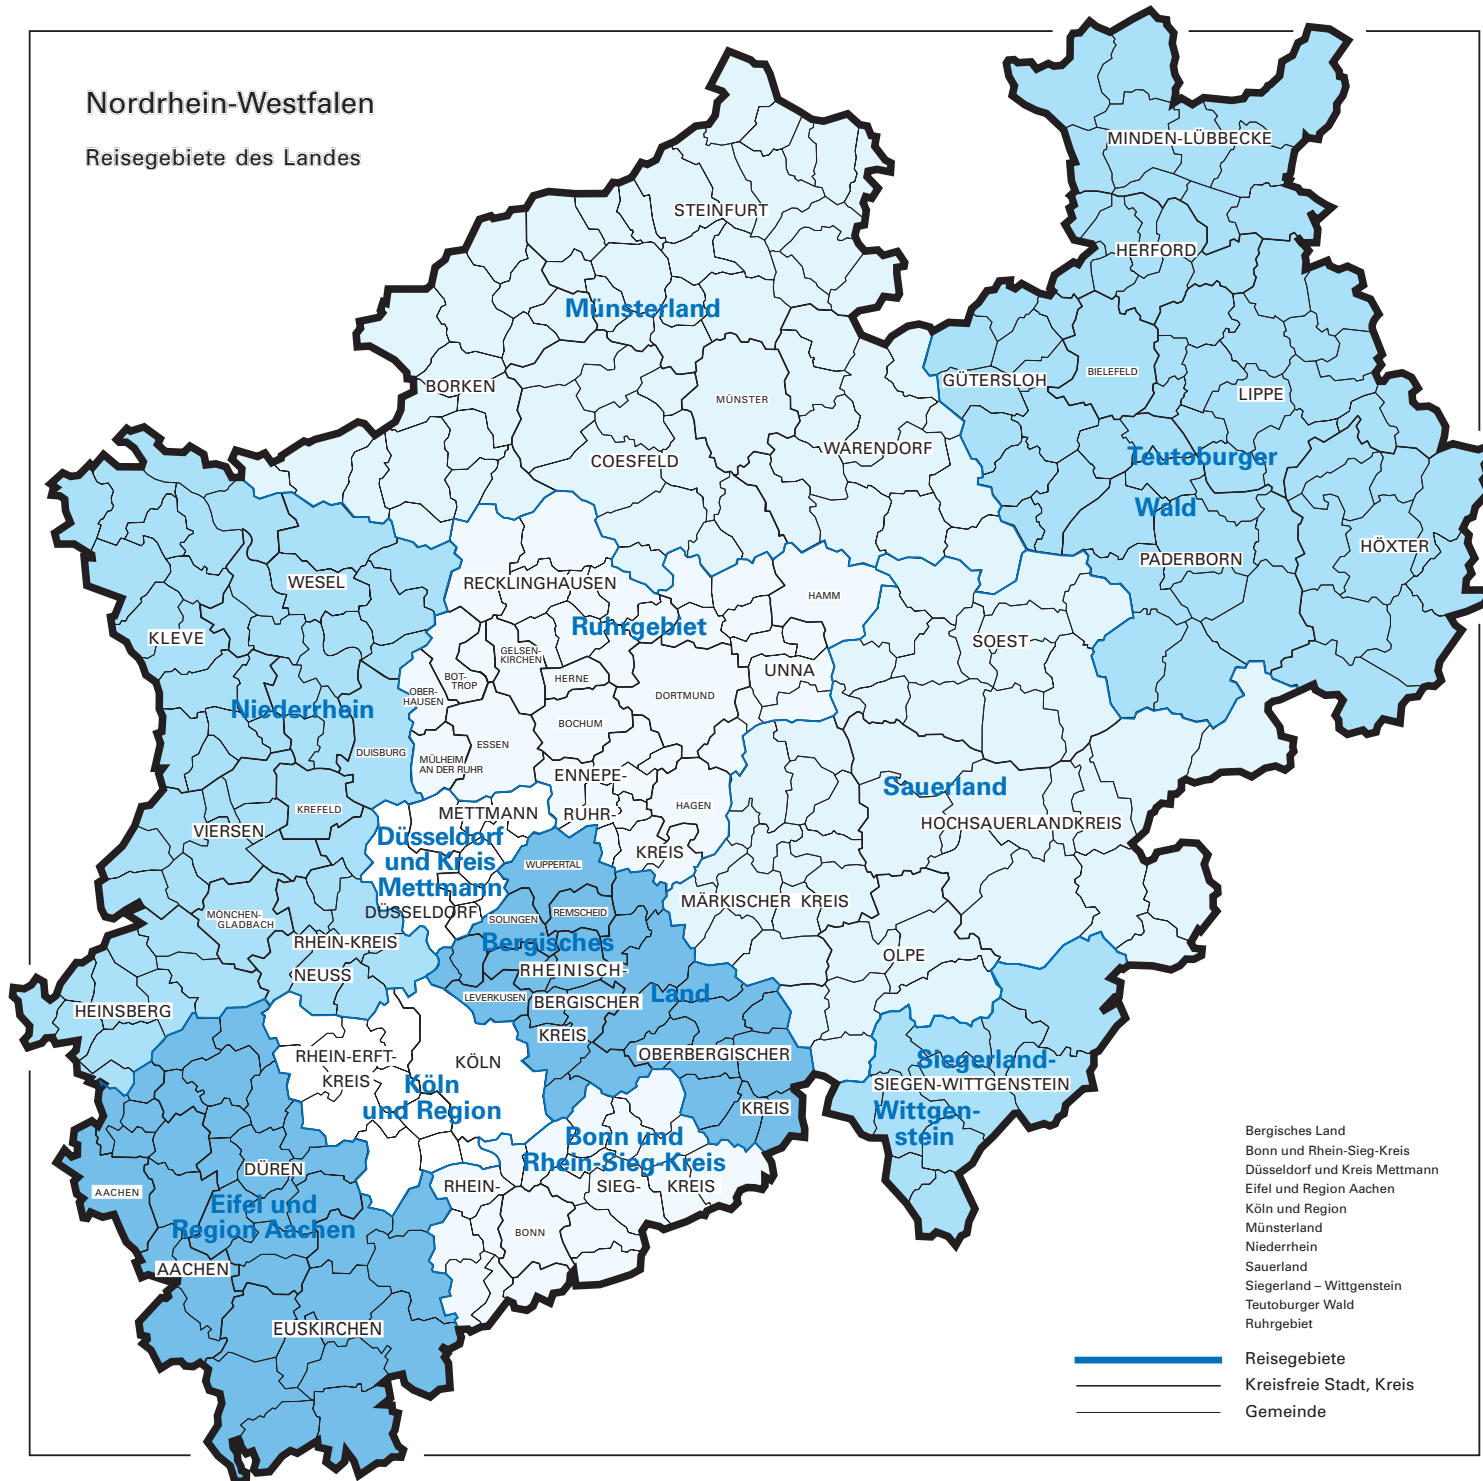 Nordrhein-Westfalen
Reisegebiete des Landes
MINDEN-LÜBBECKE
STEINFURT
HERFORD
Münsterland
BORKEN
MÜNSTER
GÜTERSLOH
BIELEFELD
LIPPE
COESFELD
WARENDORF
Teutoburger
Wald
HÖXTER
PADERBORN
WESEL
RECKLINGHAUSEN
HAMM
KLEVE
Ruhrgebiet
SOEST
GELSEN-
KIRCHEN
HERNE
UNNA
BOT-
TROP
OBER-
HAUSEN
DORTMUND
Niederrhein
BOCHUM
DUISBURG
ESSEN
MÜLHEIM
AN DER RUHR
ENNEPE-
RUHR-
KREIS
HAGEN
Sauerland
HOCHSAUERLANDKREIS
KREFELD
VIERSEN
METTMANN
Düsseldorf
und Kreis
Mettmann
DÜSSELDORF
WUPPERTAL
MÄRKISCHER KREIS
MÖNCHEN-
GLADBACH
SOLINGEN
REMSCHEID
RHEIN-KREIS
NEUSS
Bergisches
Land
OLPE
RHEINISCH-
BERGISCHER
KREIS
LEVERKUSEN
HEINSBERG
OBERBERGISCHER
KREIS
RHEIN-ERFT-
KREIS
KÖLN
Köln
und Region
Siegerland-
SIEGEN-WITTGENSTEIN
Wittgen-
stein
Bonn und
Rhein-Sieg-Kreis
RHEIN-
SIEG-
KREIS
BONN
DÜREN
AACHEN
Eifel und
Region Aachen
AACHEN
EUSKIRCHEN
Bergisches Land
Bonn und Rhein-Sieg-Kreis
Düsseldorf und Kreis Mettmann
Eifel und Region Aachen
Köln und Region
Münsterland
Niederrhein
Sauerland
Siegerland – Wittgenstein
Teutoburger Wald
Ruhrgebiet
Reisegebiete
Kreisfreie Stadt, Kreis
Gemeinde